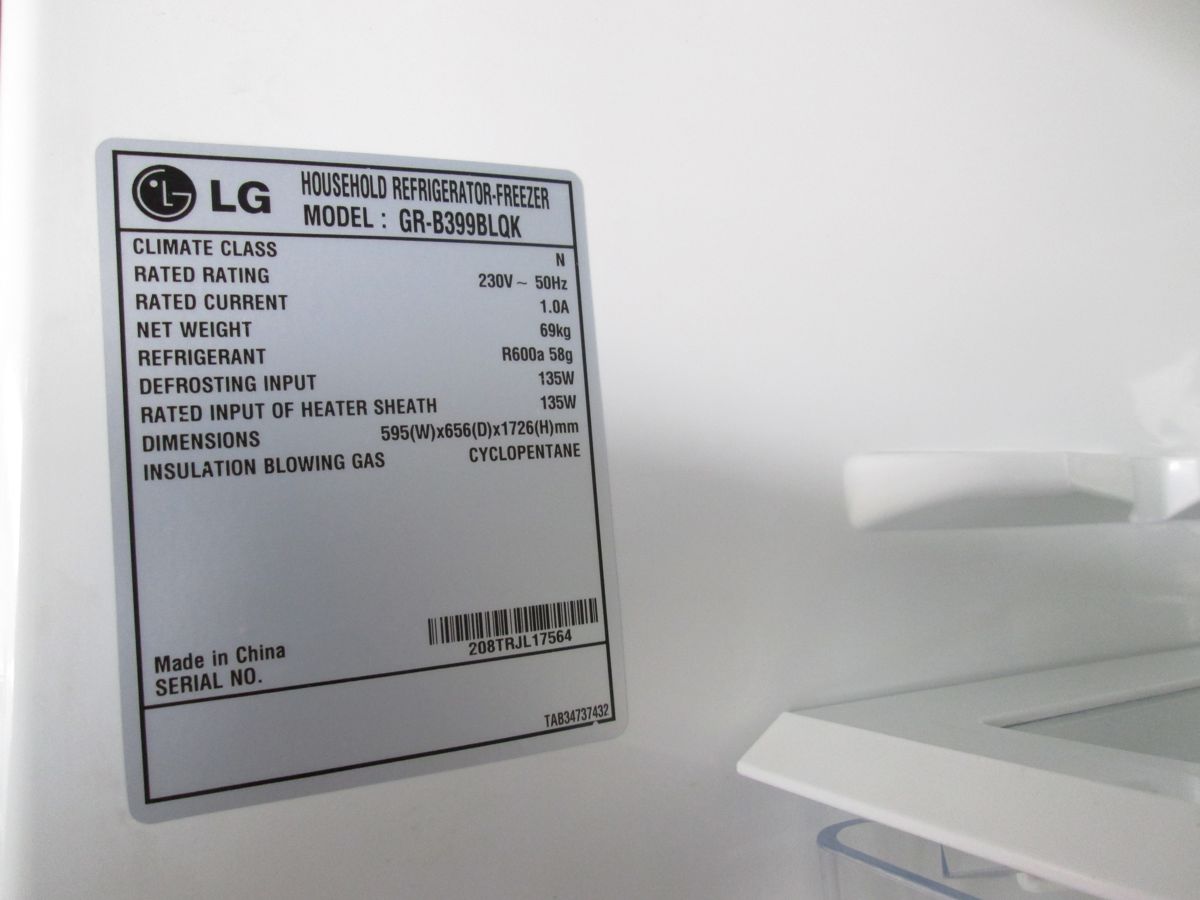 LG HOUSEHOLD REFRIGERATOR-FREEZER
MODEL : GR-B399BLQK
CLIMATE CLASS N
RATED RATING 230V ~ 50Hz
RATED CURRENT 1.0A
NET WEIGHT 69kg
REFRIGERANT R600a 58g
DEFROSTING INPUT 135W
RATED INPUT OF HEATER SHEATH 135W
DIMENSIONS 595(W)x656(D)x1726(H)mm
INSULATION BLOWING GAS CYCLOPENTANE
Made in China
SERIAL NO. 208TRJL17564
TAB34737432